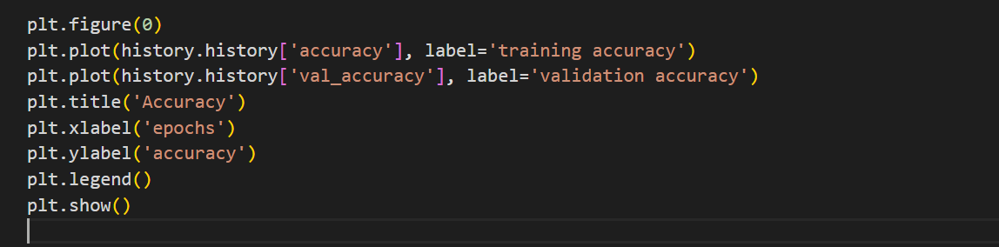 plt.figure(0)
plt.plot(history.history['accuracy'], label='training accuracy')
plt.plot(history.history['val_accuracy'], label='validation accuracy')
plt.title('Accuracy')
plt.xlabel('epochs')
plt.ylabel('accuracy')
plt.legend()
plt.show()